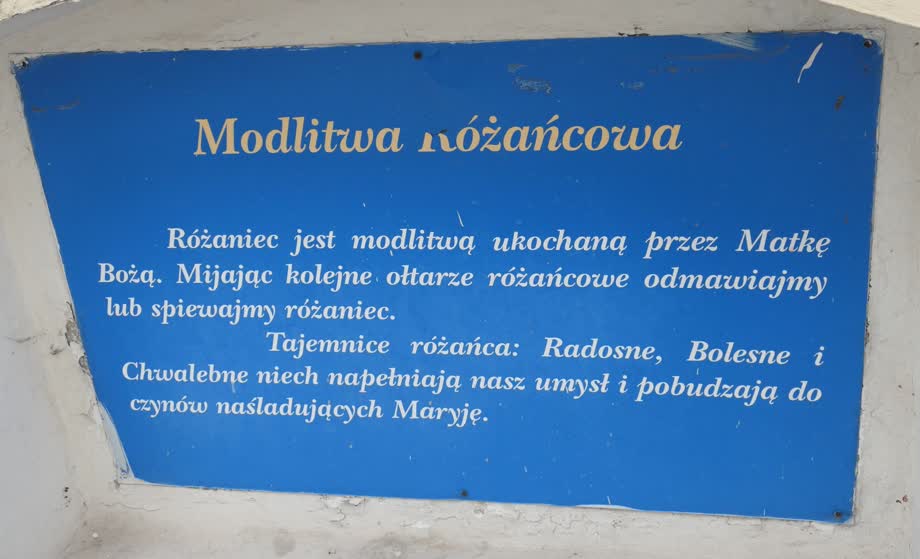 Modlitwa Różańcowa
Różaniec jest modlitwą ukochaną przez Matkę
Bożą. Mijając kolejne ołtarze różańcowe odmawiajmy
lub spiewajmy różaniec.
Tajemnice różańca: Radosne, Bolesne i
Chwalebne niech napełniają nasz umysł i pobudzają do
czynów naśladujących Maryję.